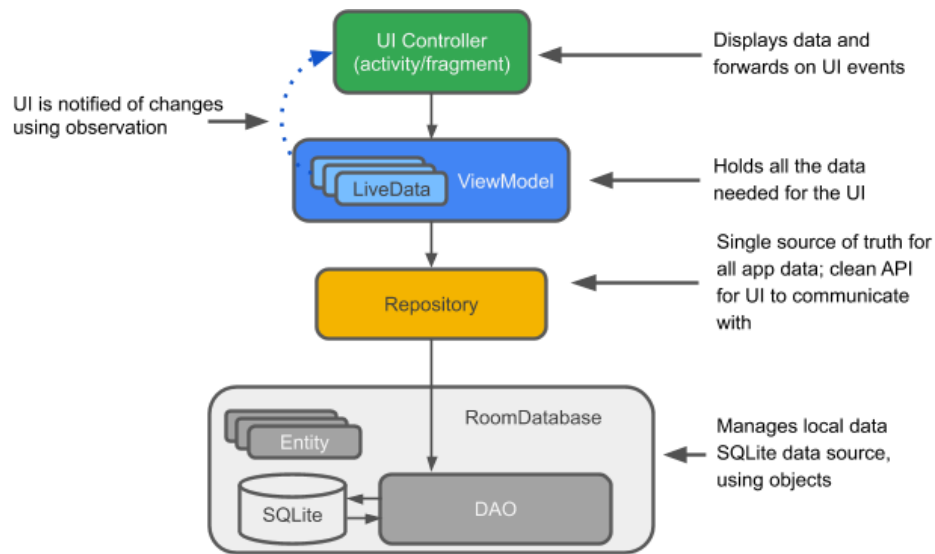 UI Controller
(activity/fragment)
Displays data and
forwards on UI events
UI is notified of changes
using observation
LiveData
ViewModel
Holds all the data
needed for the UI
Single source of truth for
all app data; clean API
for UI to communicate
with
Repository
RoomDatabase
Entity
Manages local data
SQLite data source,
using objects
SQLite
DAO